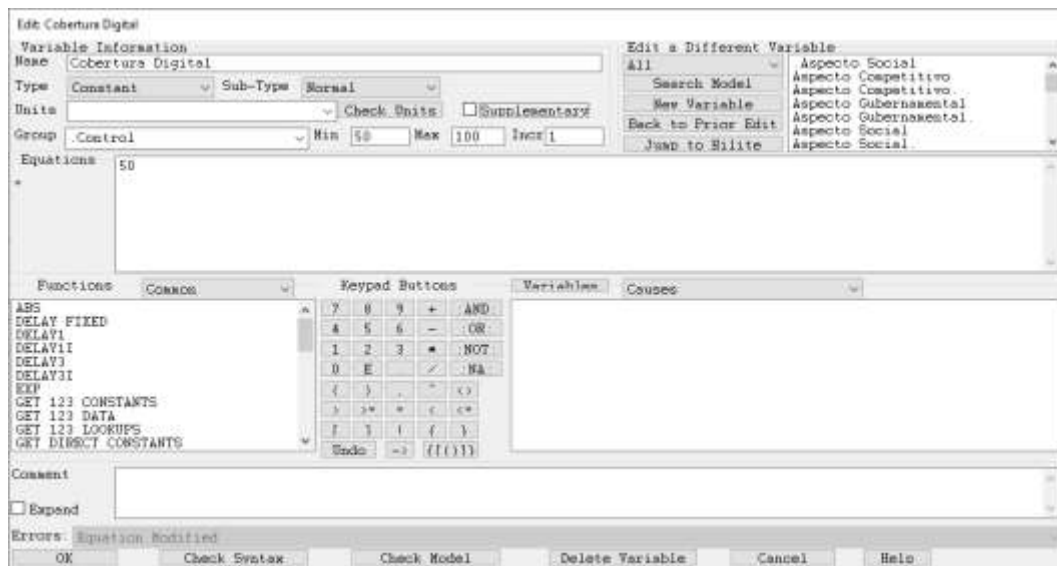 Edit: Cobertura Digital
Variable Information
Name Cobertura Digital
Type Constant Sub-Type Normal
Units Check Units Supplementary
Group .Control Min 50 Max 100 Incr 1
Edit a Different Variable
All
Search Model
New Variable
Back to Prior Edit
Jump to Hilite
Aspecto Social
Aspecto Competitivo
Aspecto Competitivo.
Aspecto Gubernamental
Aspecto Gubernamental.
Aspecto Social
Aspecto Social.
Equations 50
=
Functions Common
ABS
DELAY FIXED
DELAY1
DELAY1I
DELAY3
DELAY3I
EXP
GET 123 CONSTANTS
GET 123 DATA
GET 123 LOOKUPS
GET DIRECT CONSTANTS
Keypad Buttons
7 8 9 + :AND:
4 5 6 - :OR:
1 2 3 * :NOT:
0 E . / :NA:
( ) , ^ <>
> >= = < <=
[ ] ! { }
Undo -> {[()]}
Variables Causes
Comment
Expand
Errors: Equation Modified
OK Check Syntax Check Model Delete Variable Cancel Help